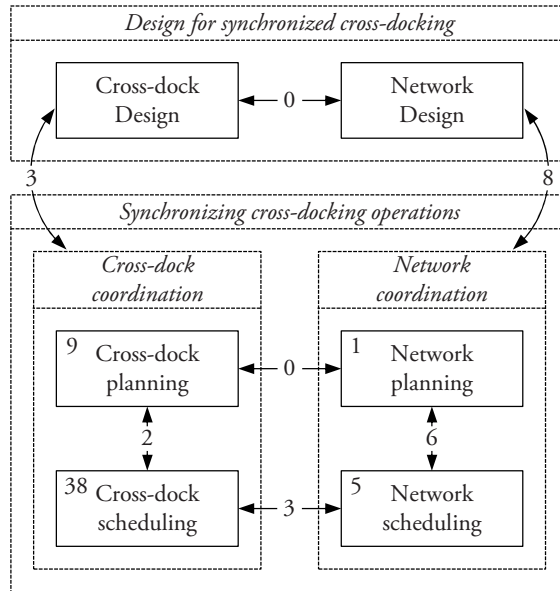 Design for synchronized cross-docking
Cross-dock
Design
0
Network
Design
3
8
Synchronizing cross-docking operations
Cross-dock
coordination
Network
coordination
9
Cross-dock
planning
0
1
Network
planning
2
6
38
Cross-dock
scheduling
3
5
Network
scheduling